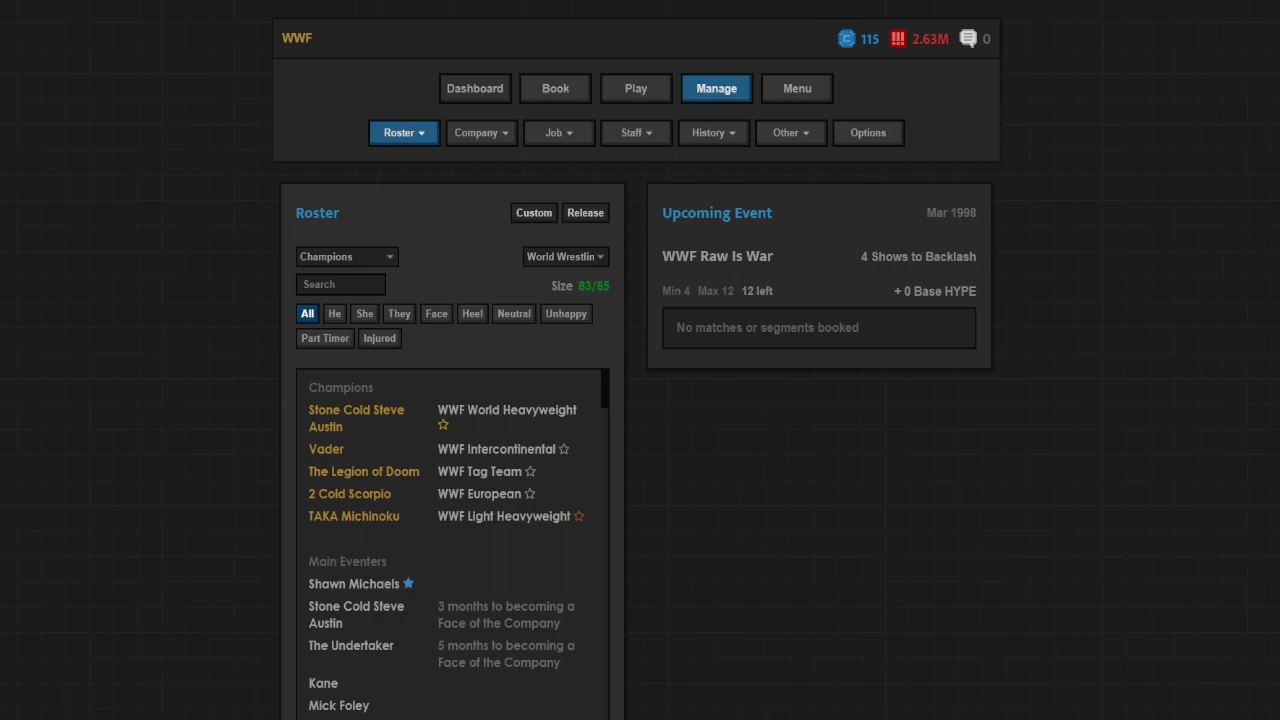 WWF
115
2.63M
0
Dashboard
Book
Play
Manage
Menu
Roster
Company
Job
Staff
History
Other
Options
Roster
Custom
Release
Champions
World Wrestlin
Search
Size 83/85
All
He
She
They
Face
Heel
Neutral
Unhappy
Part Timer
Injured
Champions
Stone Cold Steve
Austin
WWF World Heavyweight
Vader
WWF Intercontinental
The Legion of Doom
WWF Tag Team
2 Cold Scorpio
WWF European
TAKA Michinoku
WWF Light Heavyweight
Main Eventers
Shawn Michaels
Stone Cold Steve
Austin
3 months to becoming a
Face of the Company
The Undertaker
5 months to becoming a
Face of the Company
Kane
Mick Foley
Upcoming Event
Mar 1998
WWF Raw Is War
4 Shows to Backlash
Min 4 Max 12 12 left
+ 0 Base HYPE
No matches or segments booked